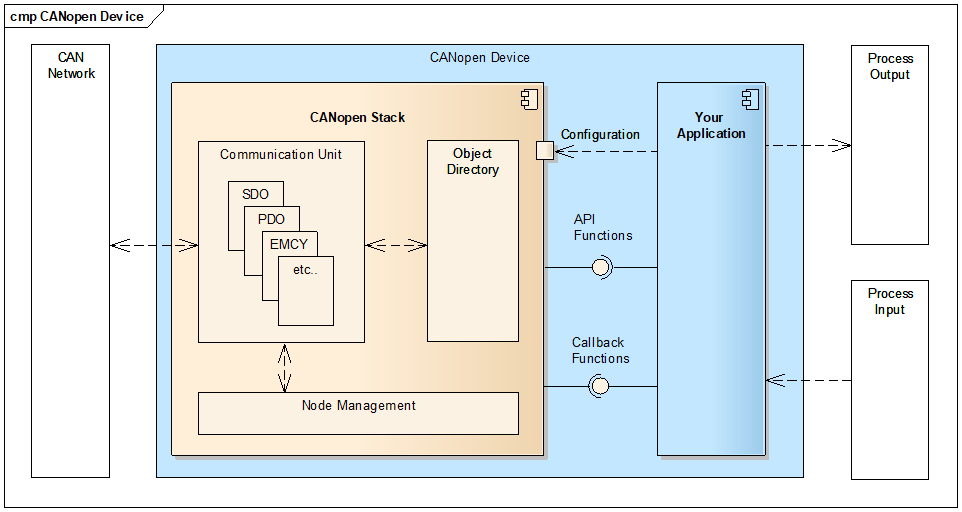 cmp CANopen Device
CAN
Network
CANopen Device
CANopen Stack
Communication Unit
SDO
PDO
EMCY
etc..
Object
Directory
Node Management
Configuration
API
Functions
Callback
Functions
Your
Application
Process
Output
Process
Input